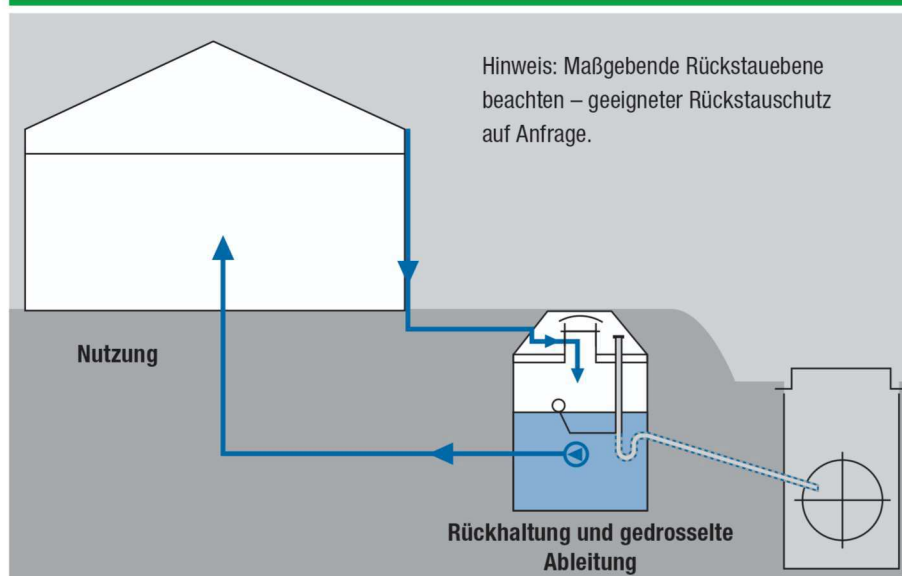 Hinweis: Maßgebende Rückstauebene
beachten – geeigneter Rückstauschutz
auf Anfrage.
Nutzung
Rückhaltung und gedrosselte
Ableitung